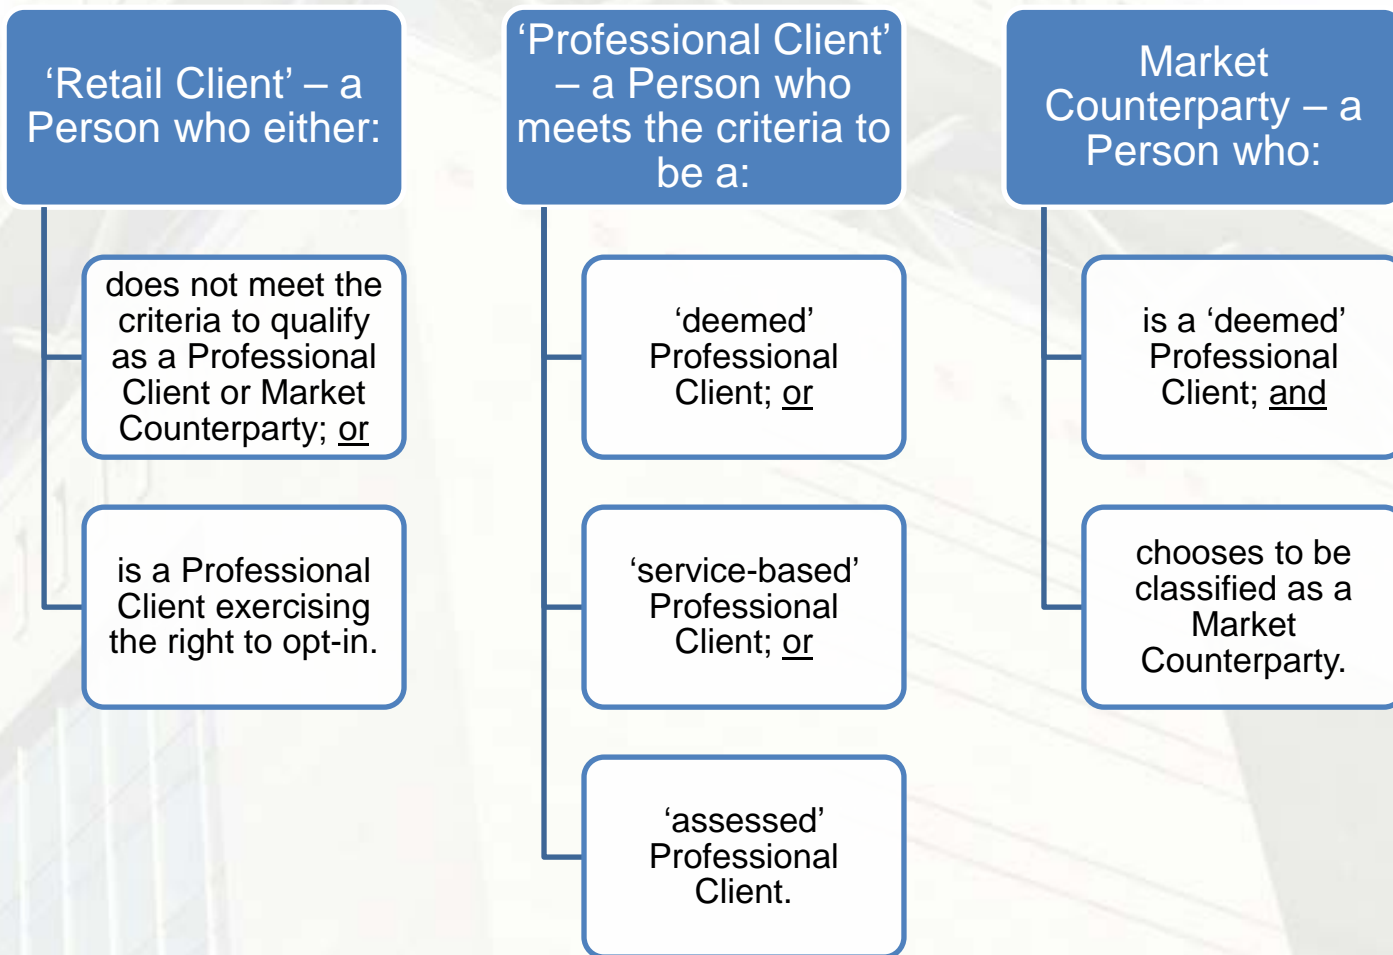 ‘Retail Client’ – a
Person who either:
does not meet the
criteria to qualify
as a Professional
Client or Market
Counterparty; or
is a Professional
Client exercising
the right to opt-in.
‘Professional Client’
– a Person who
meets the criteria to
be a:
‘deemed’
Professional
Client; or
‘service-based’
Professional
Client; or
‘assessed’
Professional
Client.
Market
Counterparty – a
Person who:
is a ‘deemed’
Professional
Client; and
chooses to be
classified as a
Market
Counterparty.